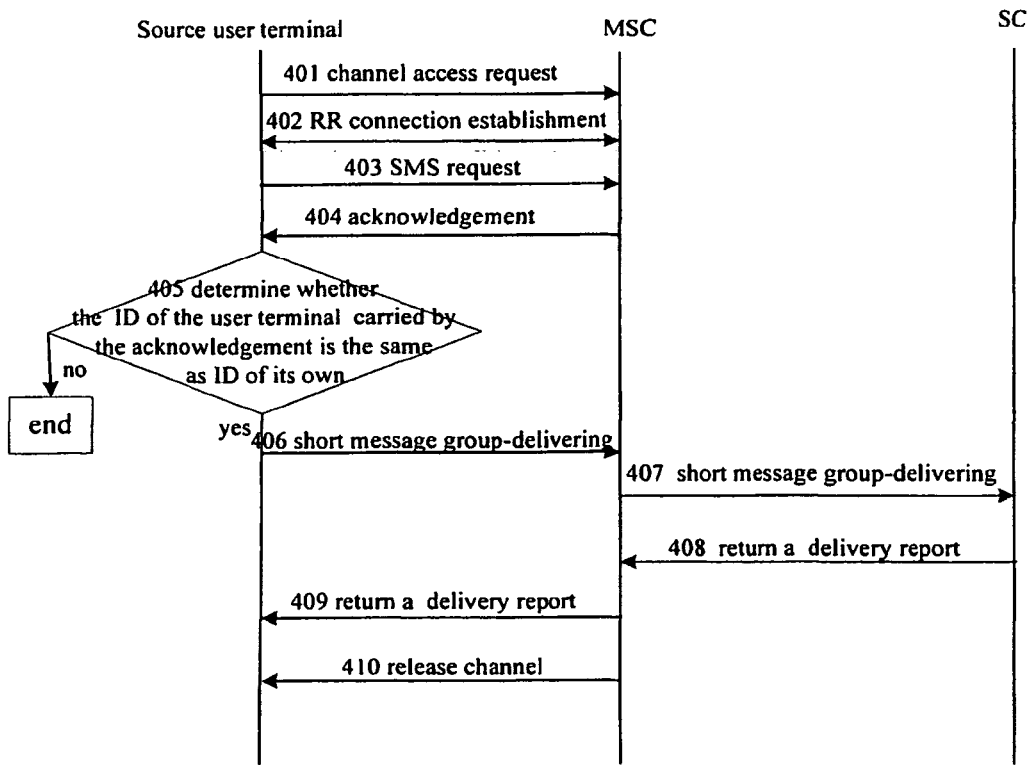 Source user terminal
MSC
SC
401 channel access request
402 RR connection establishment
403 SMS request
404 acknowledgement
405 determine whether
the ID of the user terminal carried by
the acknowledgement is the same
as ID of its own
no
end
yes
406 short message group-delivering
407 short message group-delivering
408 return a delivery report
409 return a delivery report
410 release channel